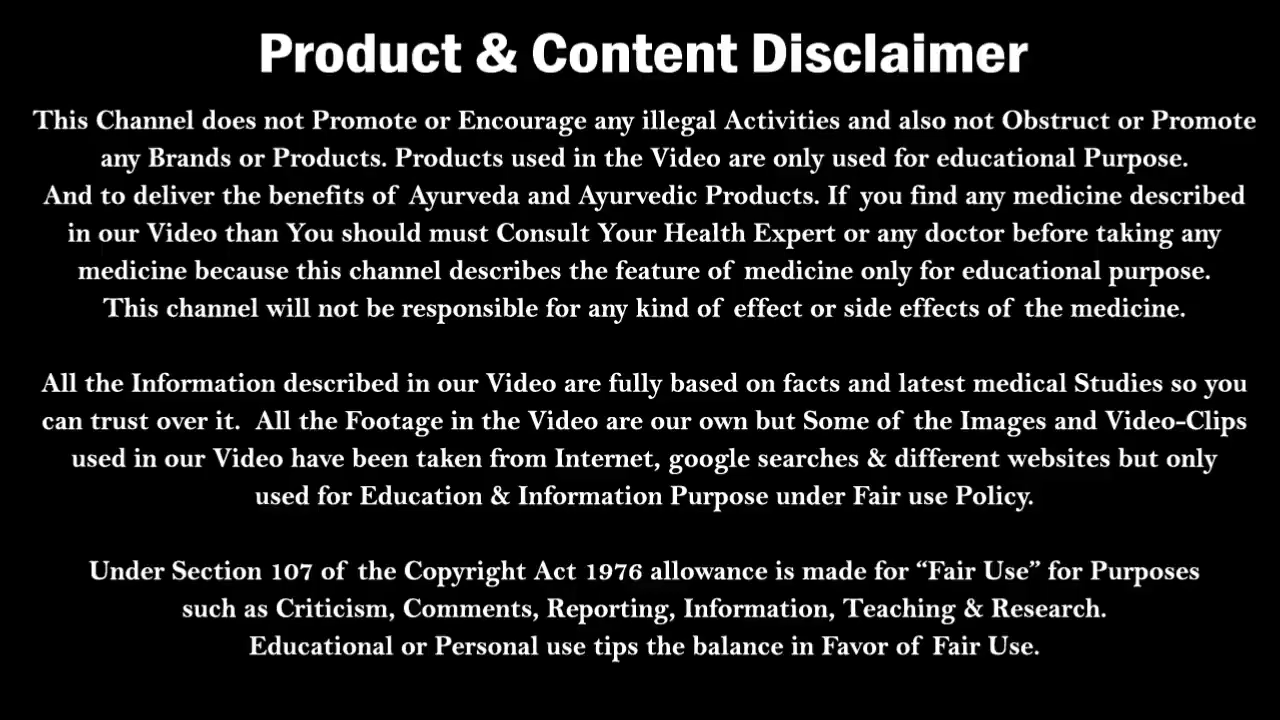 Product & Content Disclaimer
This Channel does not Promote or Encourage any illegal Activities and also not Obstruct or Promote
any Brands or Products. Products used in the Video are only used for educational Purpose.
And to deliver the benefits of Ayurveda and Ayurvedic Products. If you find any medicine described
in our Video than You should must Consult Your Health Expert or any doctor before taking any
medicine because this channel describes the feature of medicine only for educational purpose.
This channel will not be responsible for any kind of effect or side effects of the medicine.
All the Information described in our Video are fully based on facts and latest medical Studies so you
can trust over it. All the Footage in the Video are our own but Some of the Images and Video-Clips
used in our Video have been taken from Internet, google searches & different websites but only
used for Education & Information Purpose under Fair use Policy.
Under Section 107 of the Copyright Act 1976 allowance is made for “Fair Use” for Purposes
such as Criticism, Comments, Reporting, Information, Teaching & Research.
Educational or Personal use tips the balance in Favor of Fair Use.